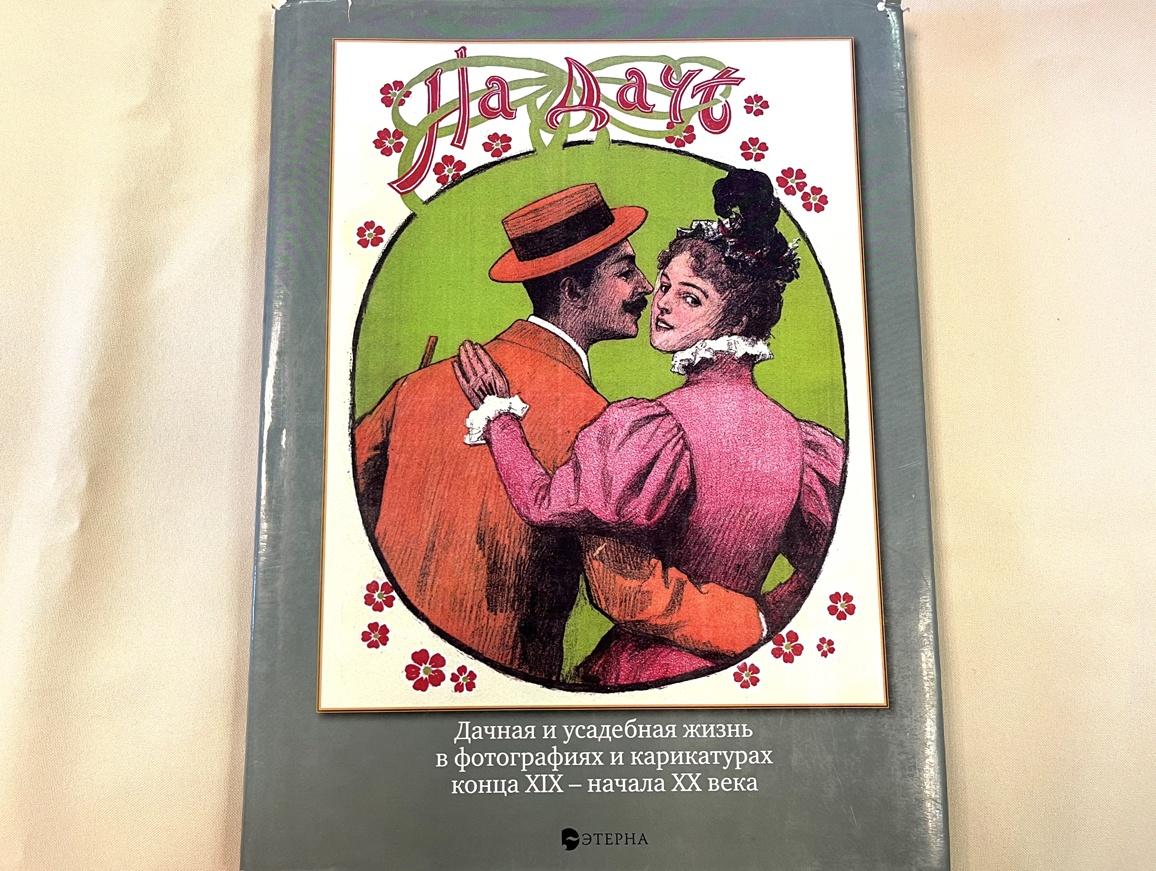 На дачѣ
Дачная и усадебная жизнь
в фотографиях и карикатурах
конца XIX – начала XX века
ЭТЕРНА